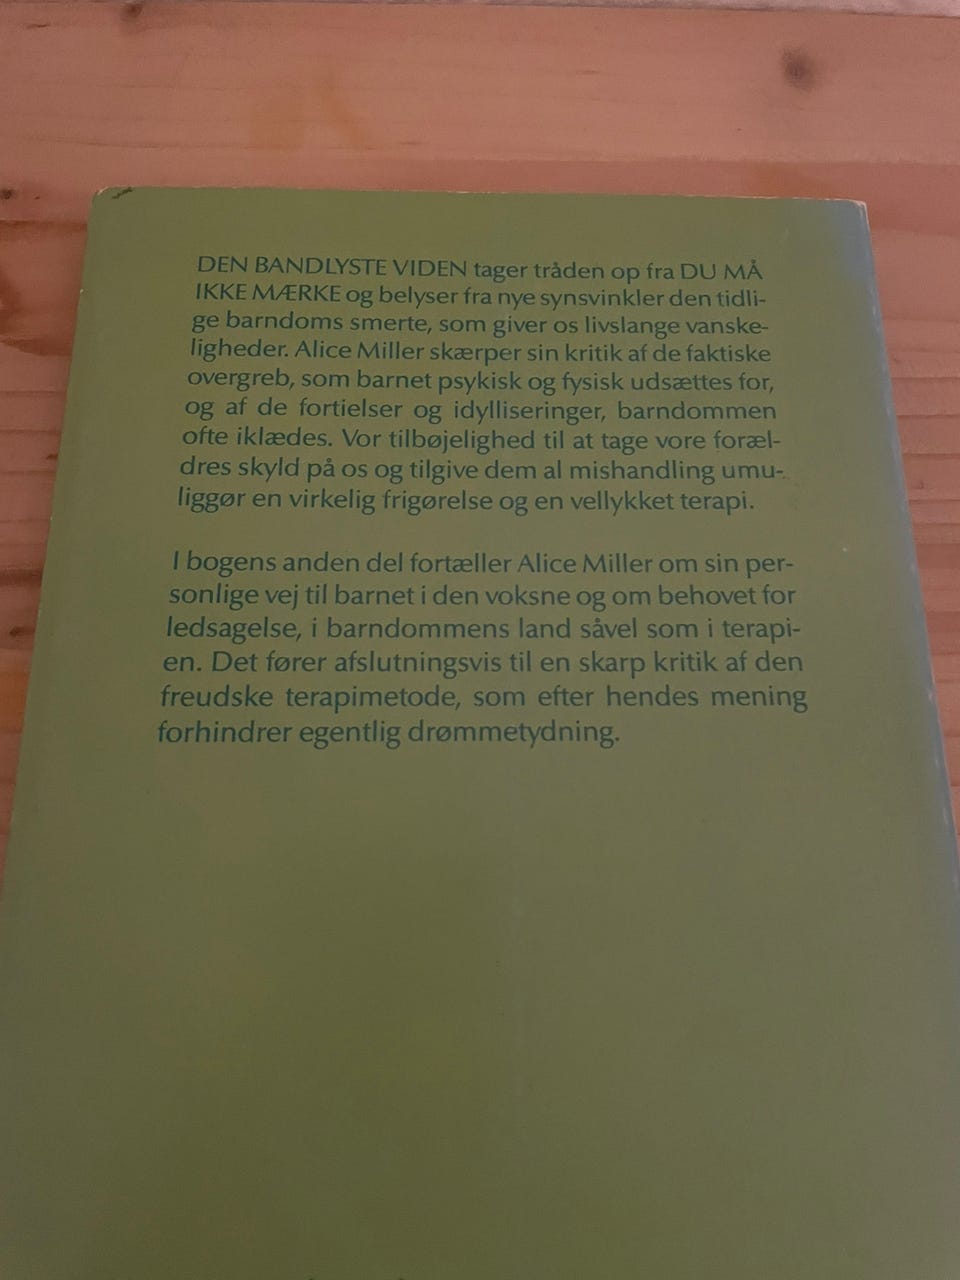 DEN BANDLYSTE VIDEN tager tråden op fra DU MÅ
IKKE MÆRKE og belyser fra nye synsvinkler den tidli-
ge barndoms smerte, som giver os livslange vanske-
ligheder. Alice Miller skærper sin kritik af de faktiske
overgreb, som barnet psykisk og fysisk udsættes for,
og af de fortielser og idylliseringer, barndommen
ofte iklædes. Vor tilbøjelighed til at tage vore foræl-
dres skyld på os og tilgive dem al mishandling umu-
liggør en virkelig frigørelse og en vellykket terapi.
I bogens anden del fortæller Alice Miller om sin per-
sonlige vej til barnet i den voksne og om behovet for
ledsagelse, i barndommens land såvel som i terapi-
en. Det fører afslutningsvis til en skarp kritik af den
freudske terapimetode, som efter hendes mening
forhindrer egentlig drømmetydning.